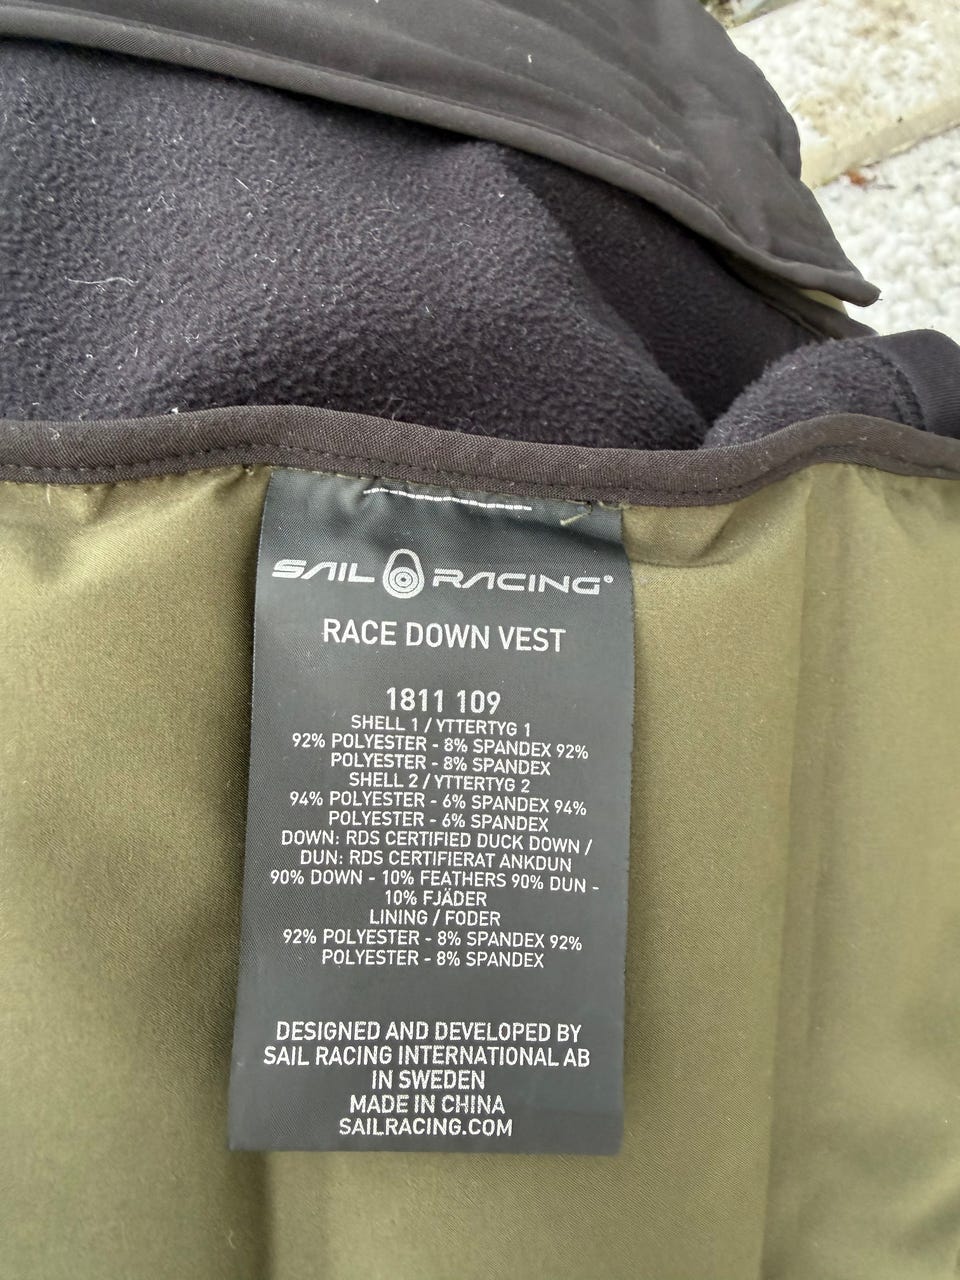 SAIL RACING®
RACE DOWN VEST
1811 109
SHELL 1 / YTTERTYG 1
92% POLYESTER - 8% SPANDEX 92%
POLYESTER - 8% SPANDEX
SHELL 2 / YTTERTYG 2
94% POLYESTER - 6% SPANDEX 94%
POLYESTER - 6% SPANDEX
DOWN: RDS CERTIFIED DUCK DOWN /
DUN: RDS CERTIFIERAT ANKDUN
90% DOWN - 10% FEATHERS 90% DUN -
10% FJÄDER
LINING / FODER
92% POLYESTER - 8% SPANDEX 92%
POLYESTER - 8% SPANDEX
DESIGNED AND DEVELOPED BY
SAIL RACING INTERNATIONAL AB
IN SWEDEN
MADE IN CHINA
SAILRACING.COM